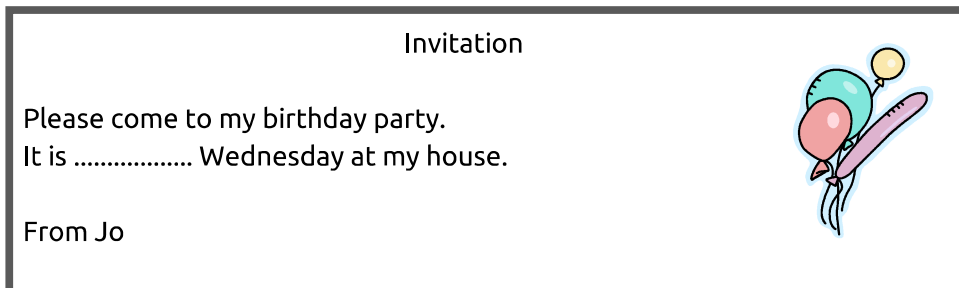 Invitation
Please come to my birthday party.
It is .................. Wednesday at my house.
From Jo